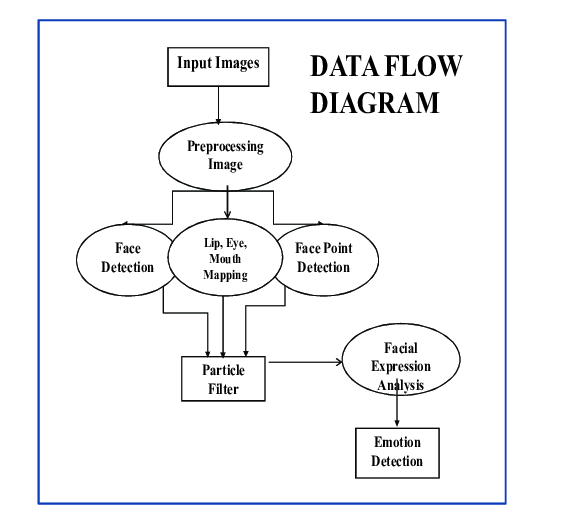 Input Images
DATA FLOW
DIAGRAM
Preprocessing
Image
Face
Detection
Lip, Eye,
Mouth
Mapping
Face Point
Detection
Particle
Filter
Facial
Expression
Analysis
Emotion
Detection